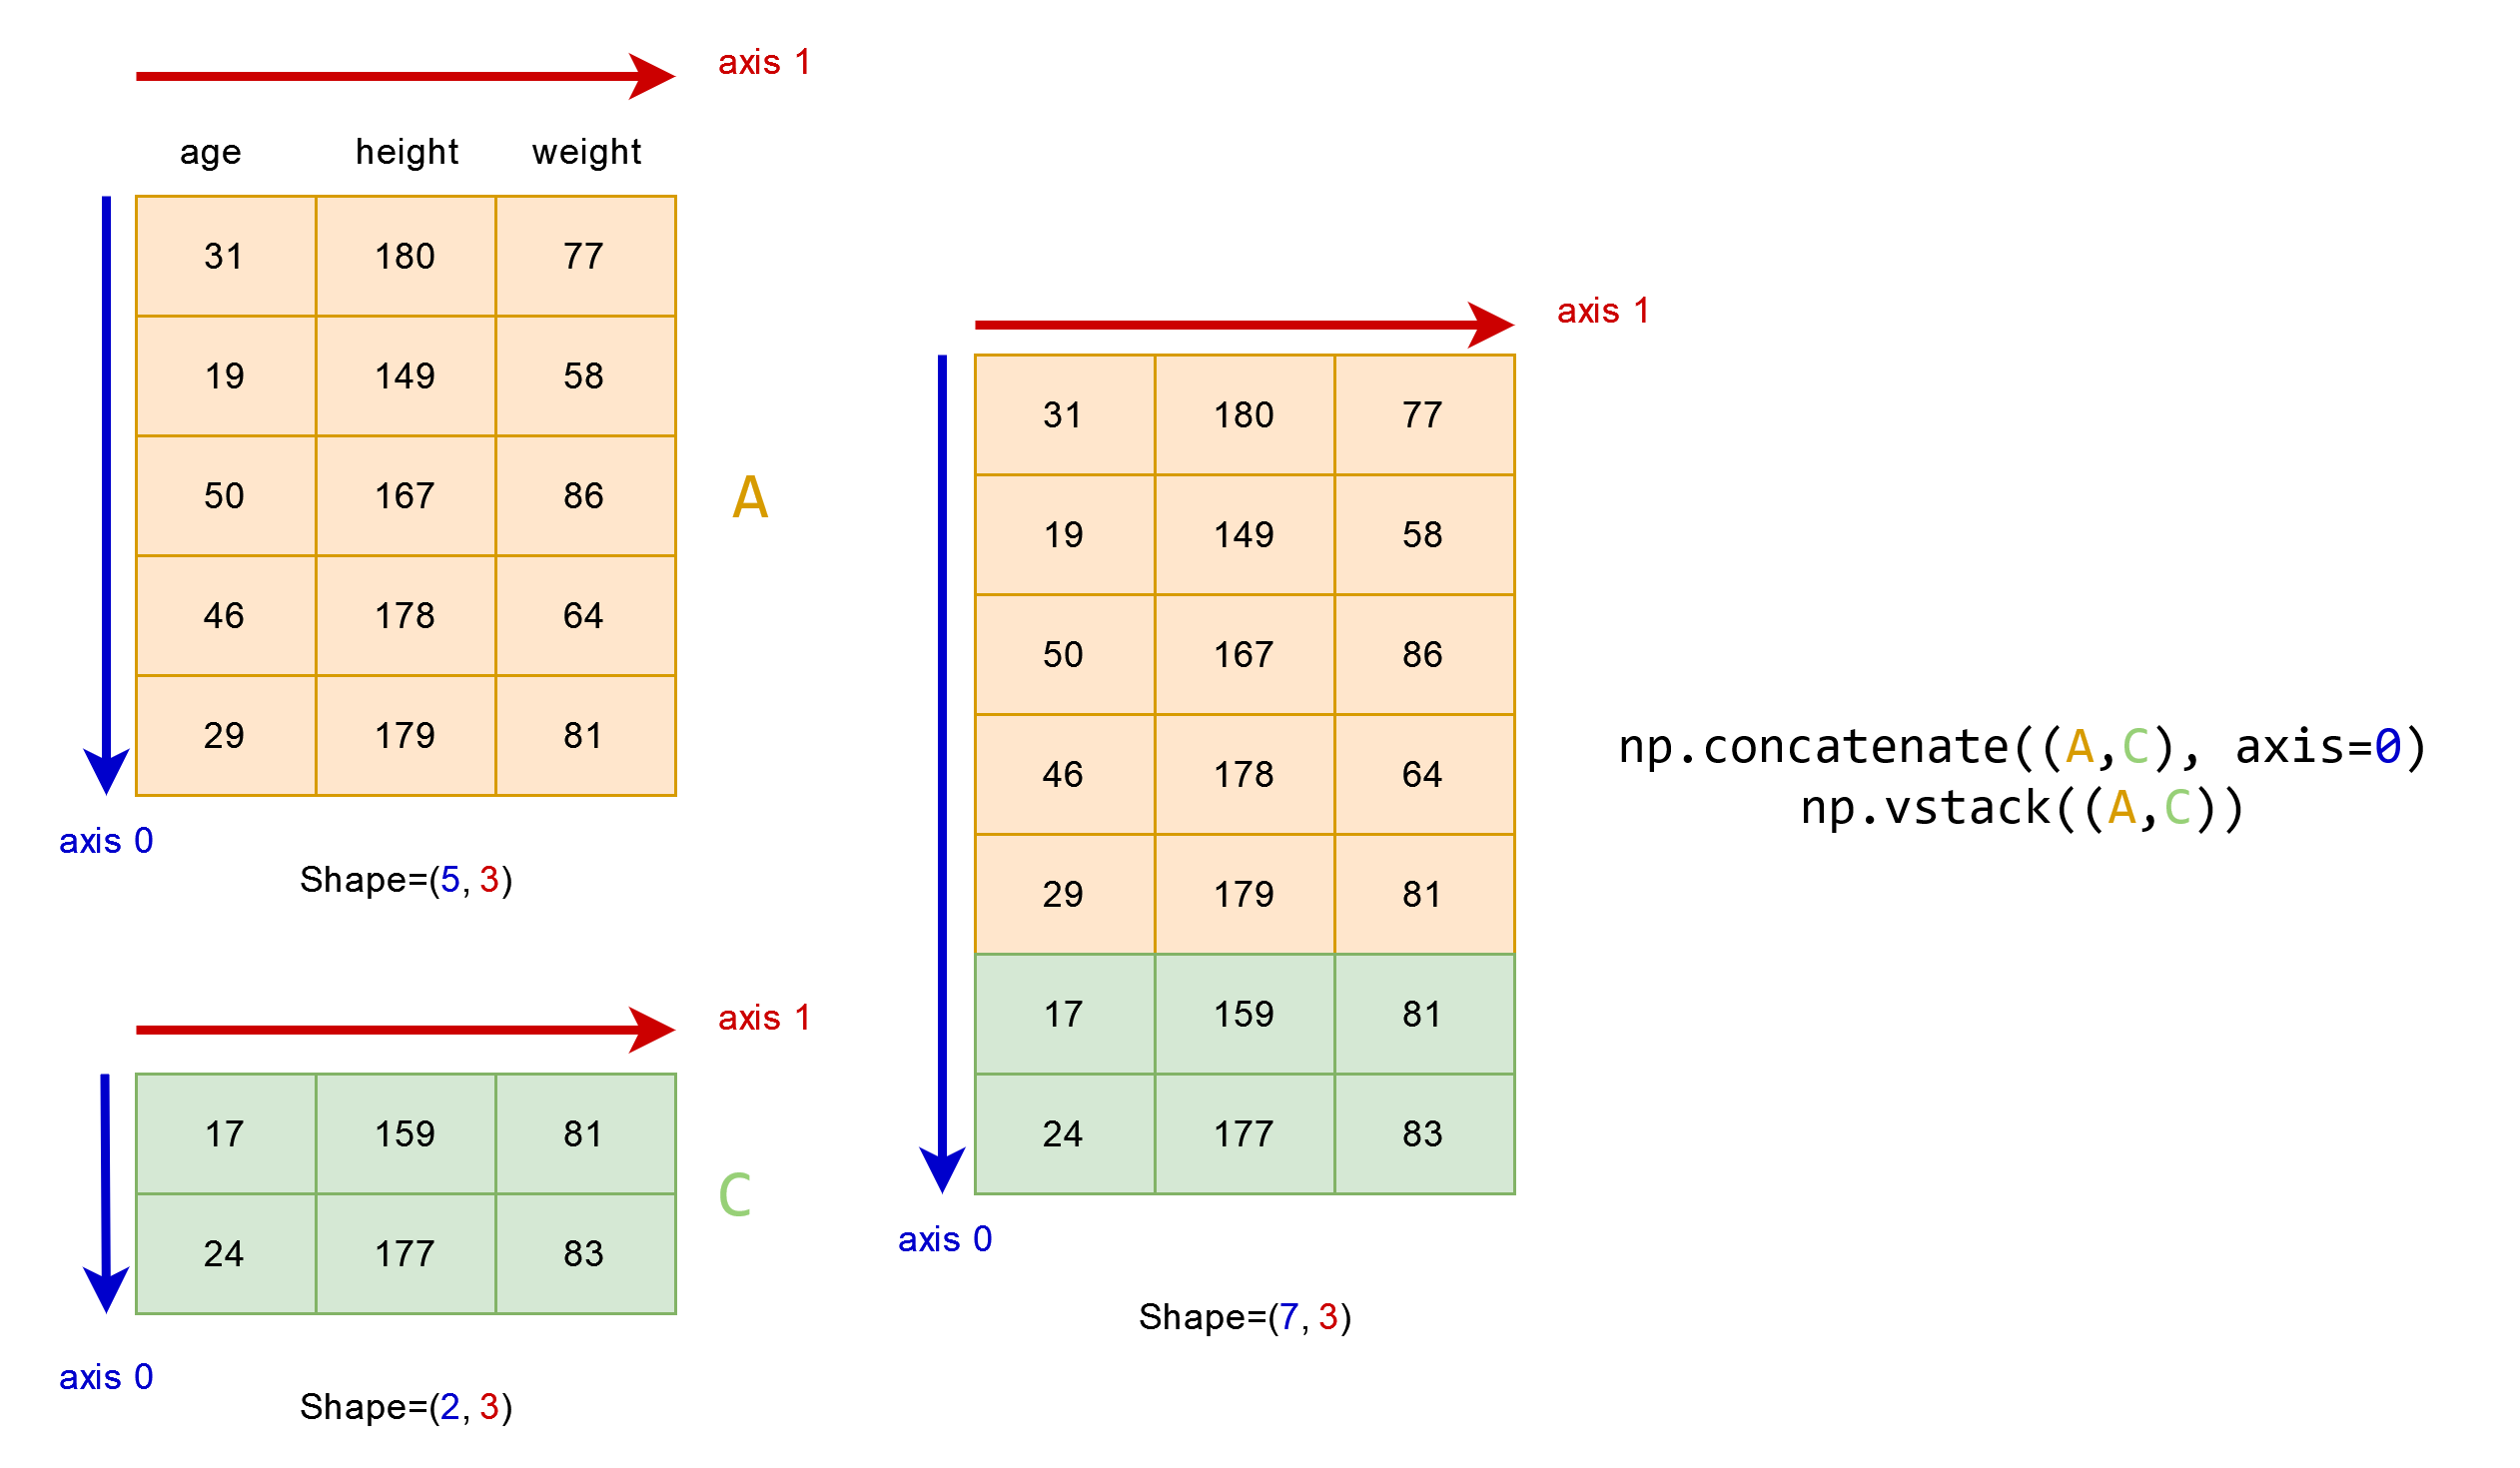 axis 1
age height weight
31 180 77
19 149 58
50 167 86
46 178 64
29 179 81
A
axis 0
Shape=(5, 3)
axis 1
17 159 81
24 177 83
C
axis 0
Shape=(2, 3)
axis 1
31 180 77
19 149 58
50 167 86
46 178 64
29 179 81
17 159 81
24 177 83
axis 0
Shape=(7, 3)
np.concatenate((A,C), axis=0)
np.vstack((A,C))